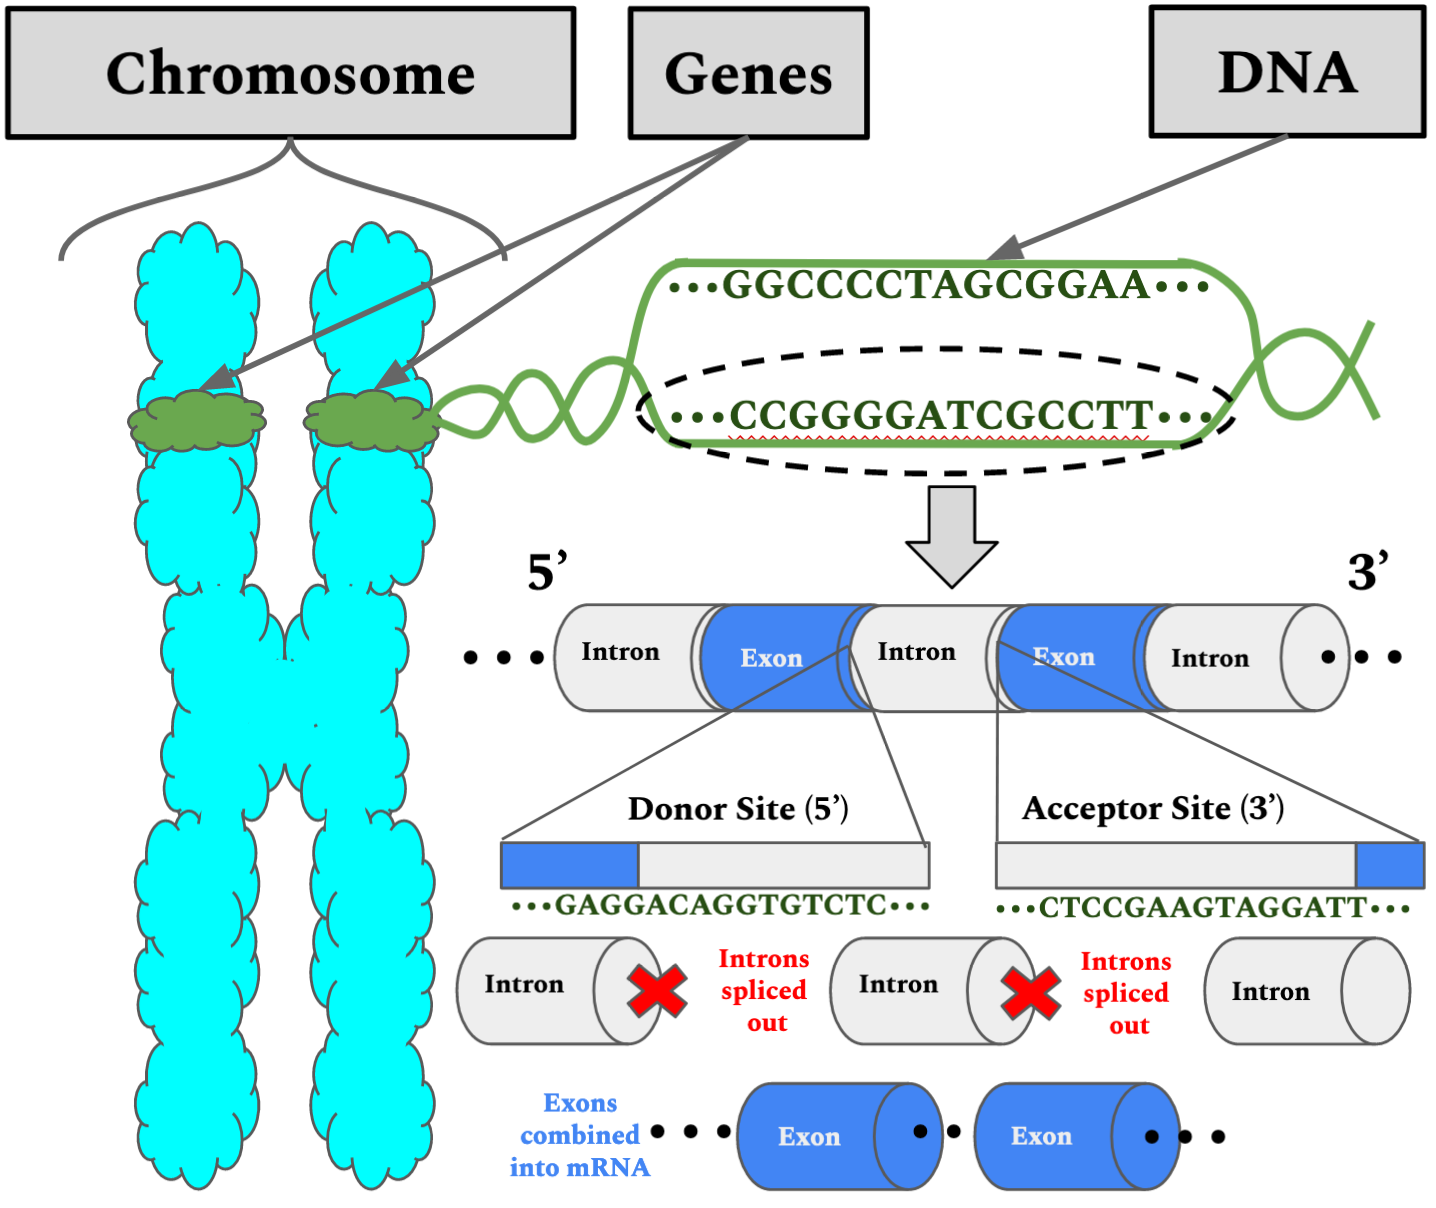 Chromosome
Genes
DNA
...GGCCCCTAGCGGAA...
...CCGGGGATCGCCTT...
5’
3’
Intron
Exon
Intron
Exon
Intron
Donor Site (5’)
Acceptor Site (3’)
...GAGGACAGGTGTCTC...
...CTCCGAAGTAGGATT...
Intron
Introns
spliced
out
Intron
Introns
spliced
out
Intron
Exons
combined
into mRNA
Exon
Exon